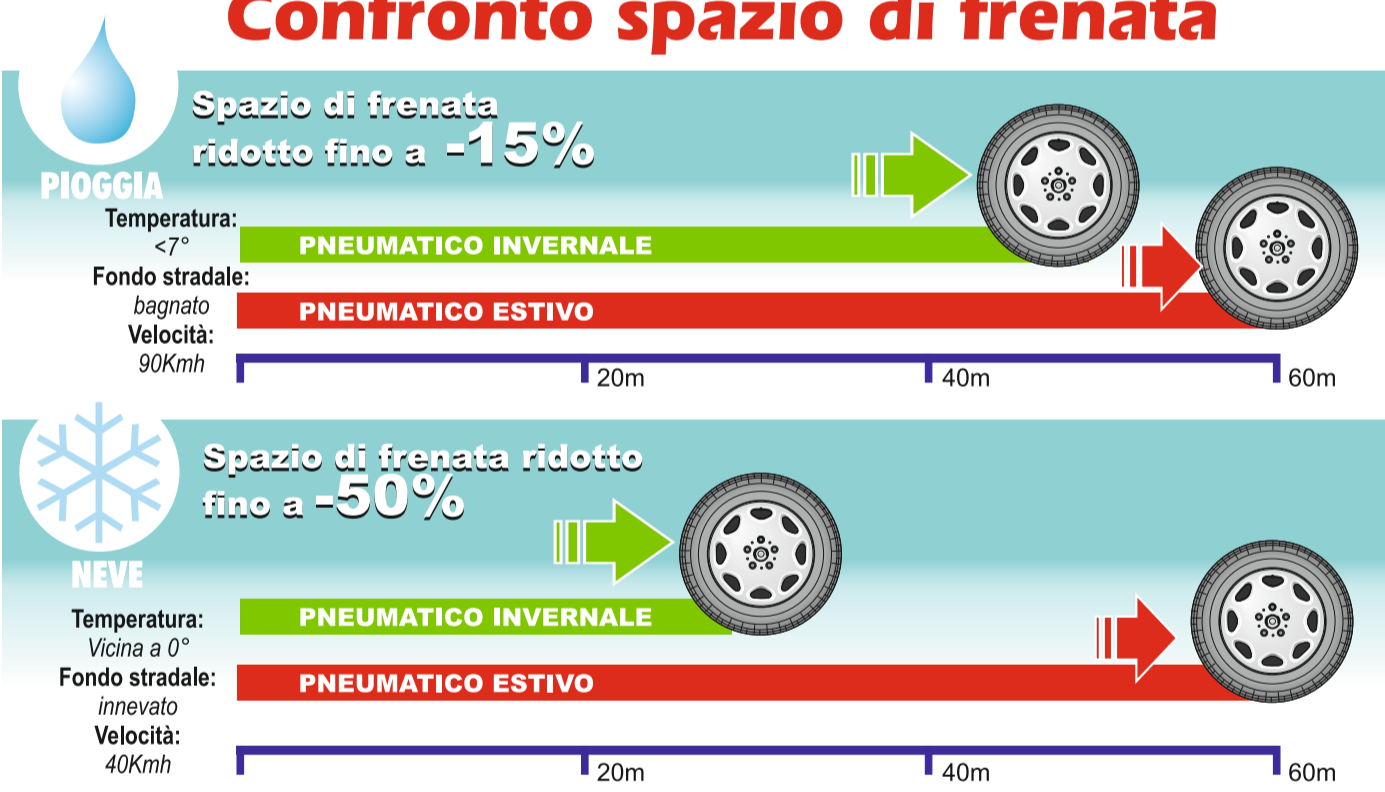 Confronto spazio di frenata
Spazio di frenata
ridotto fino a -15%
PIOGGIA
Temperatura:
<7°
Fondo stradale:
bagnato
Velocità:
90Kmh
PNEUMATICO INVERNALE
PNEUMATICO ESTIVO
20m
40m
60m
Spazio di frenata ridotto
fino a -50%
NEVE
Temperatura:
Vicina a 0°
Fondo stradale:
innevato
Velocità:
40Kmh
PNEUMATICO INVERNALE
PNEUMATICO ESTIVO
20m
40m
60m